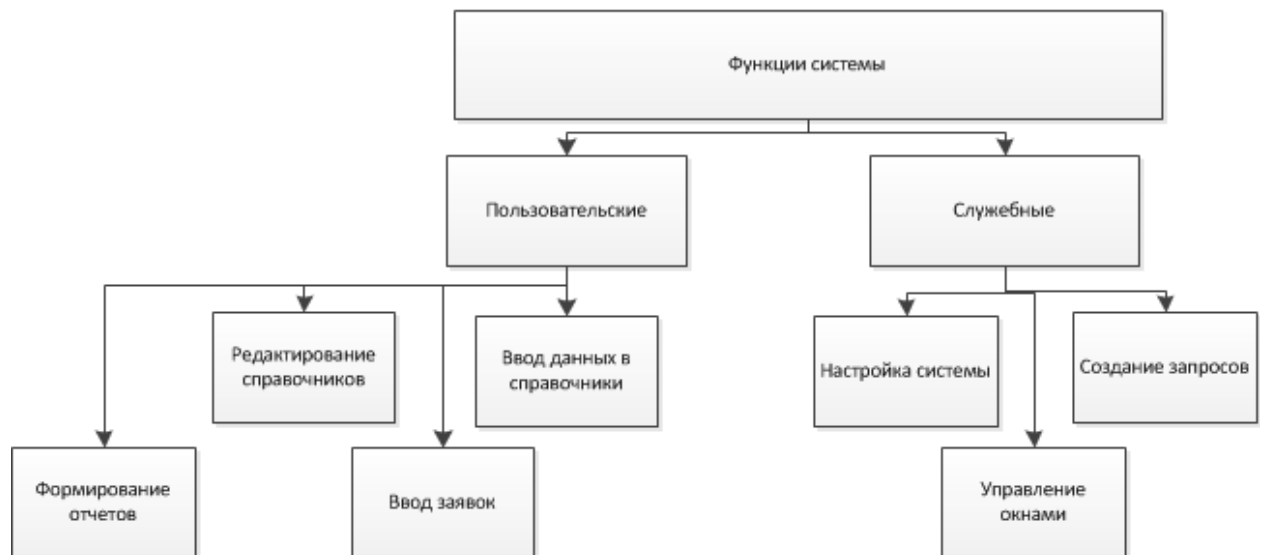 Функции системы
Пользовательские
Служебные
Редактирование
справочников
Ввод данных в
справочники
Настройка системы
Создание запросов
Формирование
отчетов
Ввод заявок
Управление
окнами